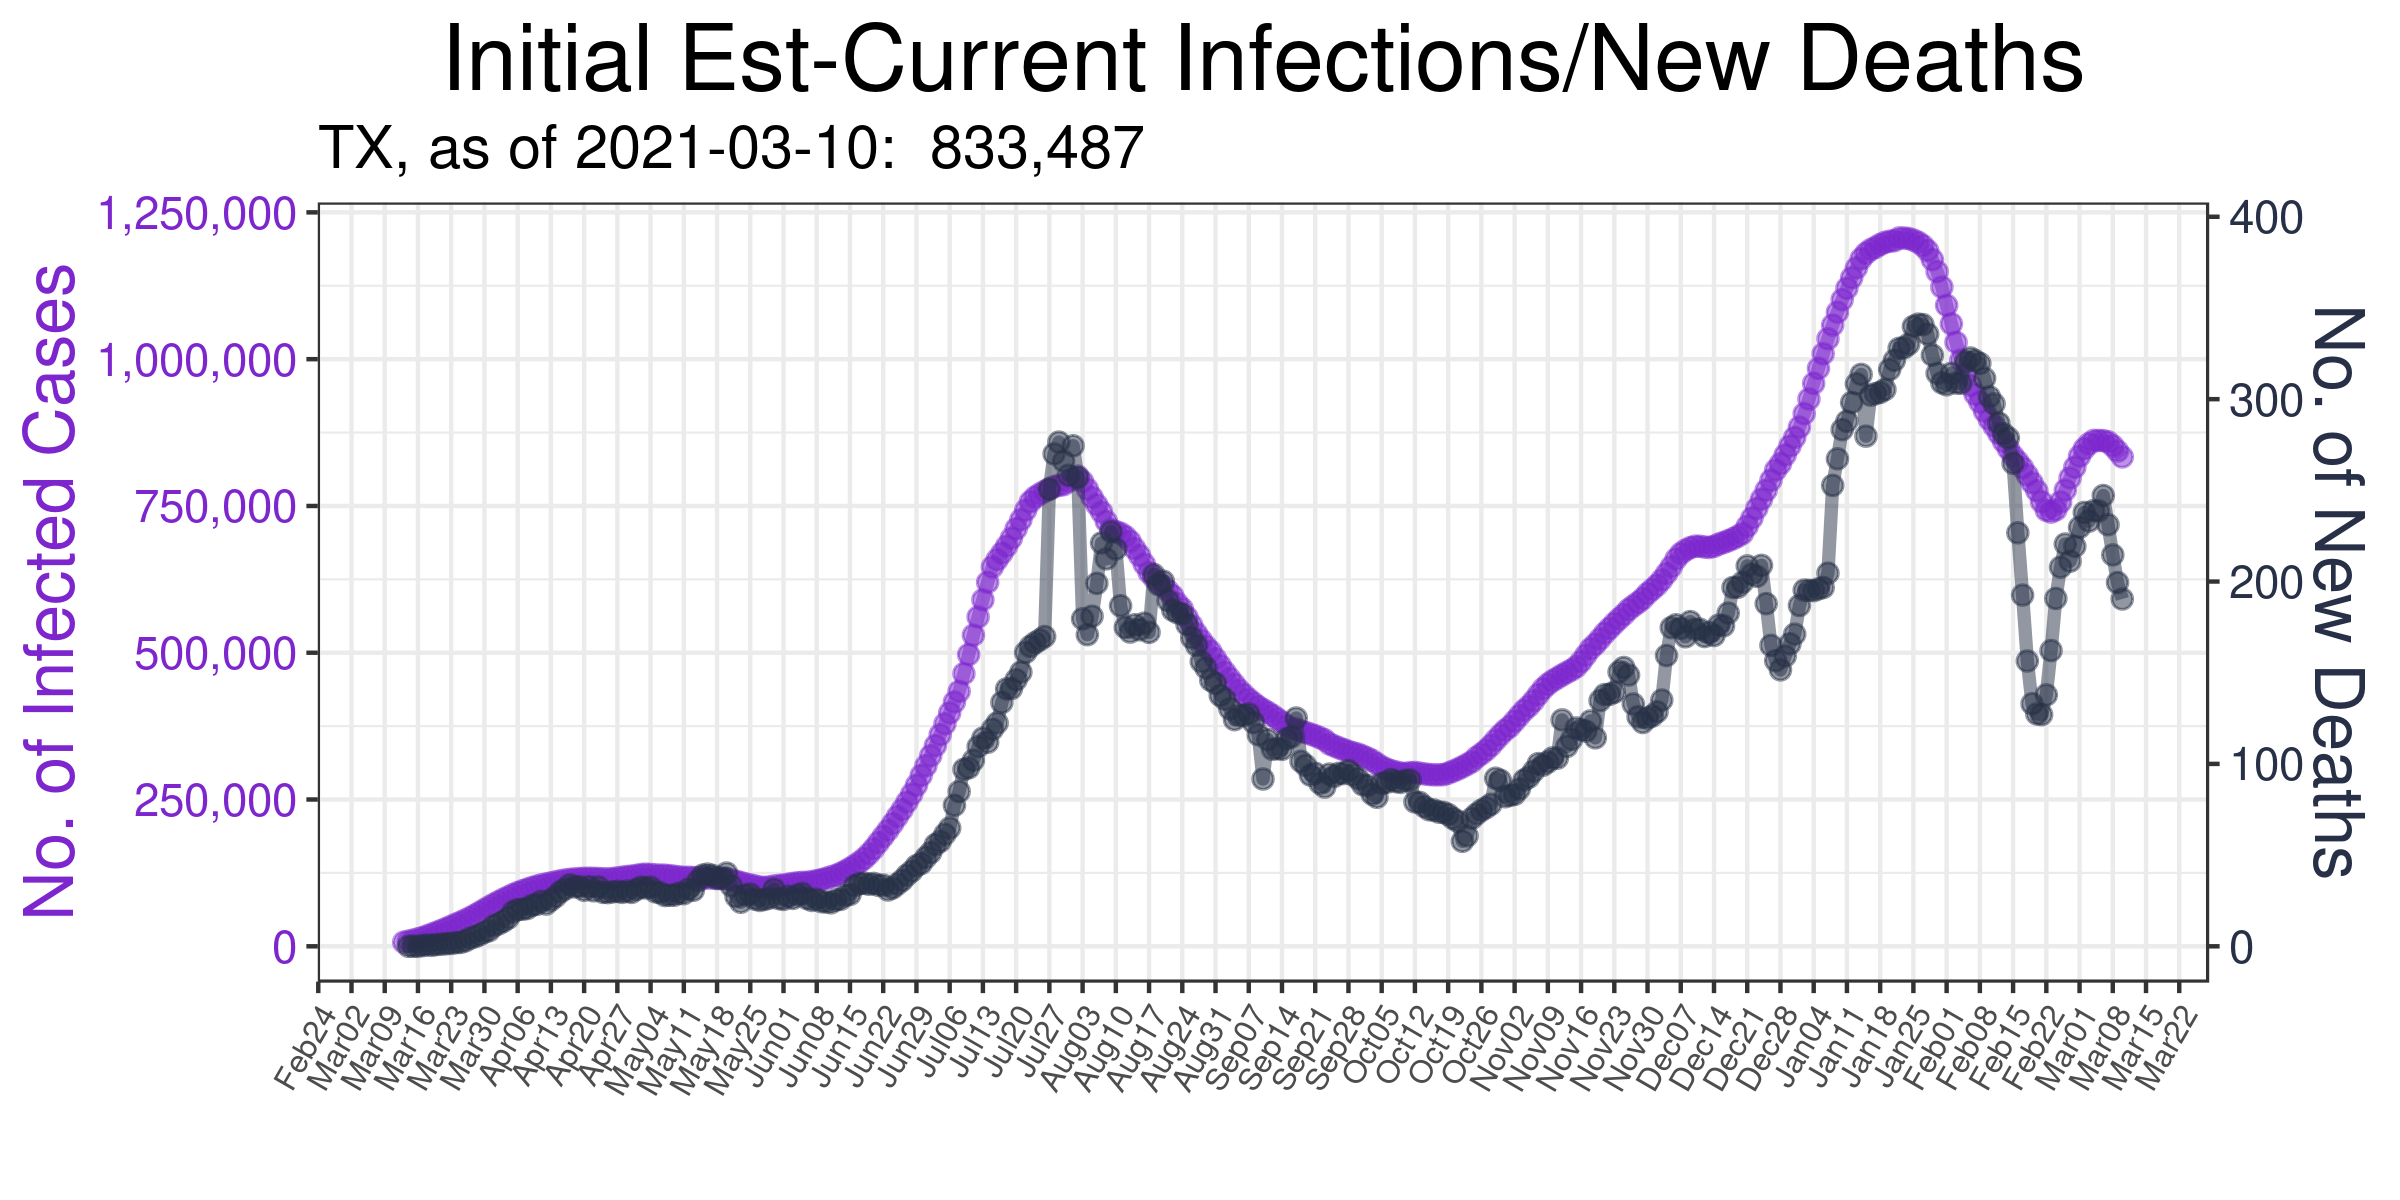 Initial Est-Current Infections/New Deaths
TX, as of 2021-03-10:  833,487
No. of Infected Cases
1,250,000
1,000,000
750,000
500,000
250,000
0
400
300
200
100
0
No. of New Deaths
Feb24
Mar02
Mar09
Mar16
Mar23
Mar30
Apr06
Apr13
Apr20
Apr27
May04
May11
May18
May25
Jun01
Jun08
Jun15
Jun22
Jun29
Jul06
Jul13
Jul20
Jul27
Aug03
Aug10
Aug17
Aug24
Aug31
Sep07
Sep14
Sep21
Sep28
Oct05
Oct12
Oct19
Oct26
Nov02
Nov09
Nov16
Nov23
Nov30
Dec07
Dec14
Dec21
Dec28
Jan04
Jan11
Jan18
Jan25
Feb01
Feb08
Feb15
Feb22
Mar01
Mar08
Mar15
Mar22